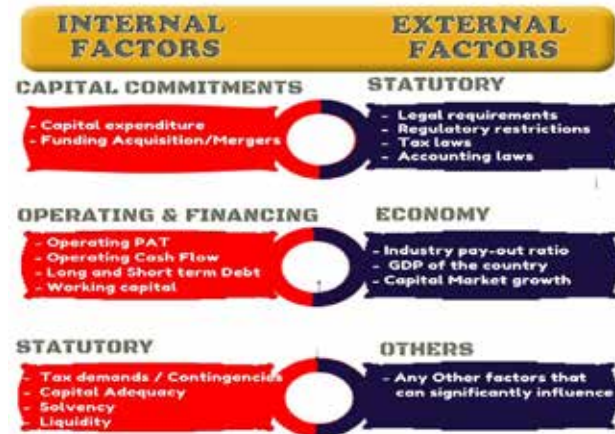 INTERNAL
FACTORS
EXTERNAL
FACTORS
CAPITAL COMMITMENTS
- Capital expenditure
- Funding Acquisition/Mergers
STATUTORY
- Legal requirements
- Regulatory restrictions
- Tax laws
- Accounting laws
OPERATING & FINANCING
- Operating PAT
- Operating Cash Flow
- Long and Short term Debt
- Working capital
ECONOMY
- Industry pay-out ratio
- GDP of the country
- Capital Market growth
STATUTORY
- Tax demands / Contingencies
- Capital Adequacy
- Solvency
- Liquidity
OTHERS
- Any Other factors that
can significantly influence